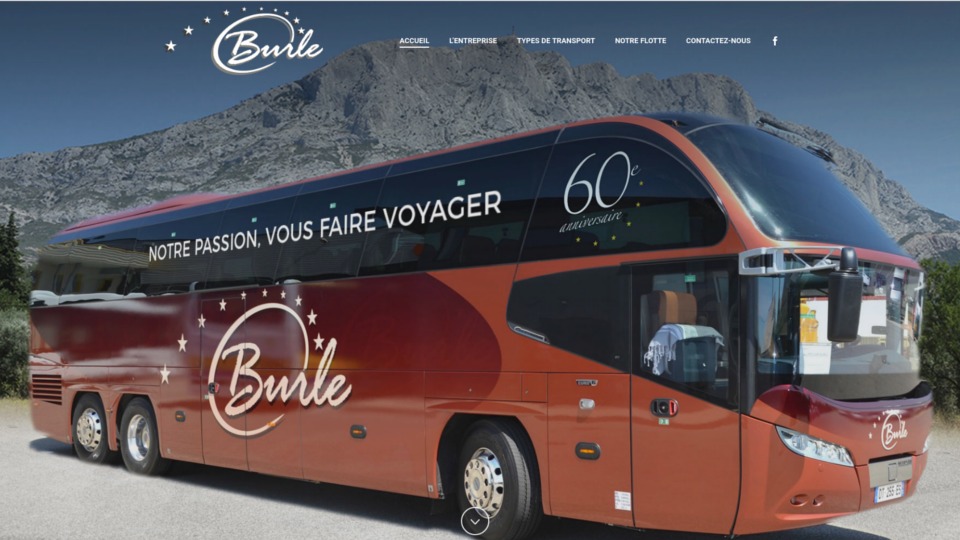 Burle
ACCUEIL L'ENTREPRISE TYPES DE TRANSPORT NOTRE FLOTTE CONTACTEZ-NOUS f
60e
anniversaire
NOTRE PASSION, VOUS FAIRE VOYAGER
Burle
Burle